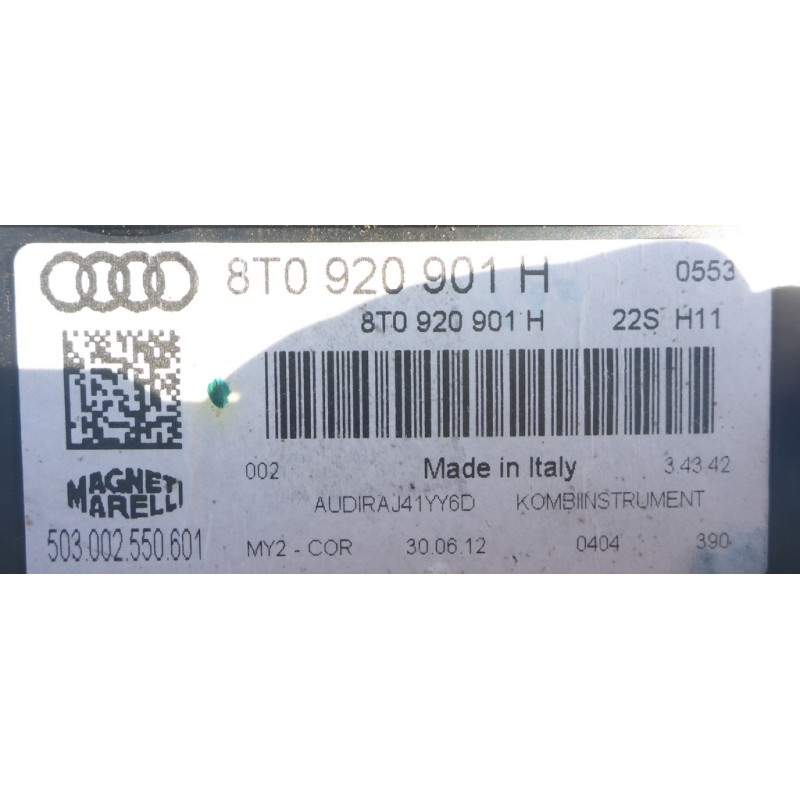 8T0 920 901 H 0553
8T0 920 901 H 22S H11
002 Made in Italy 3.43.42
MAGNETI MARELLI
AUDIRAJ41YY6D KOMBIINSTRUMENT
503.002.550.601 MY2 - COR 30.06.12 0404 390